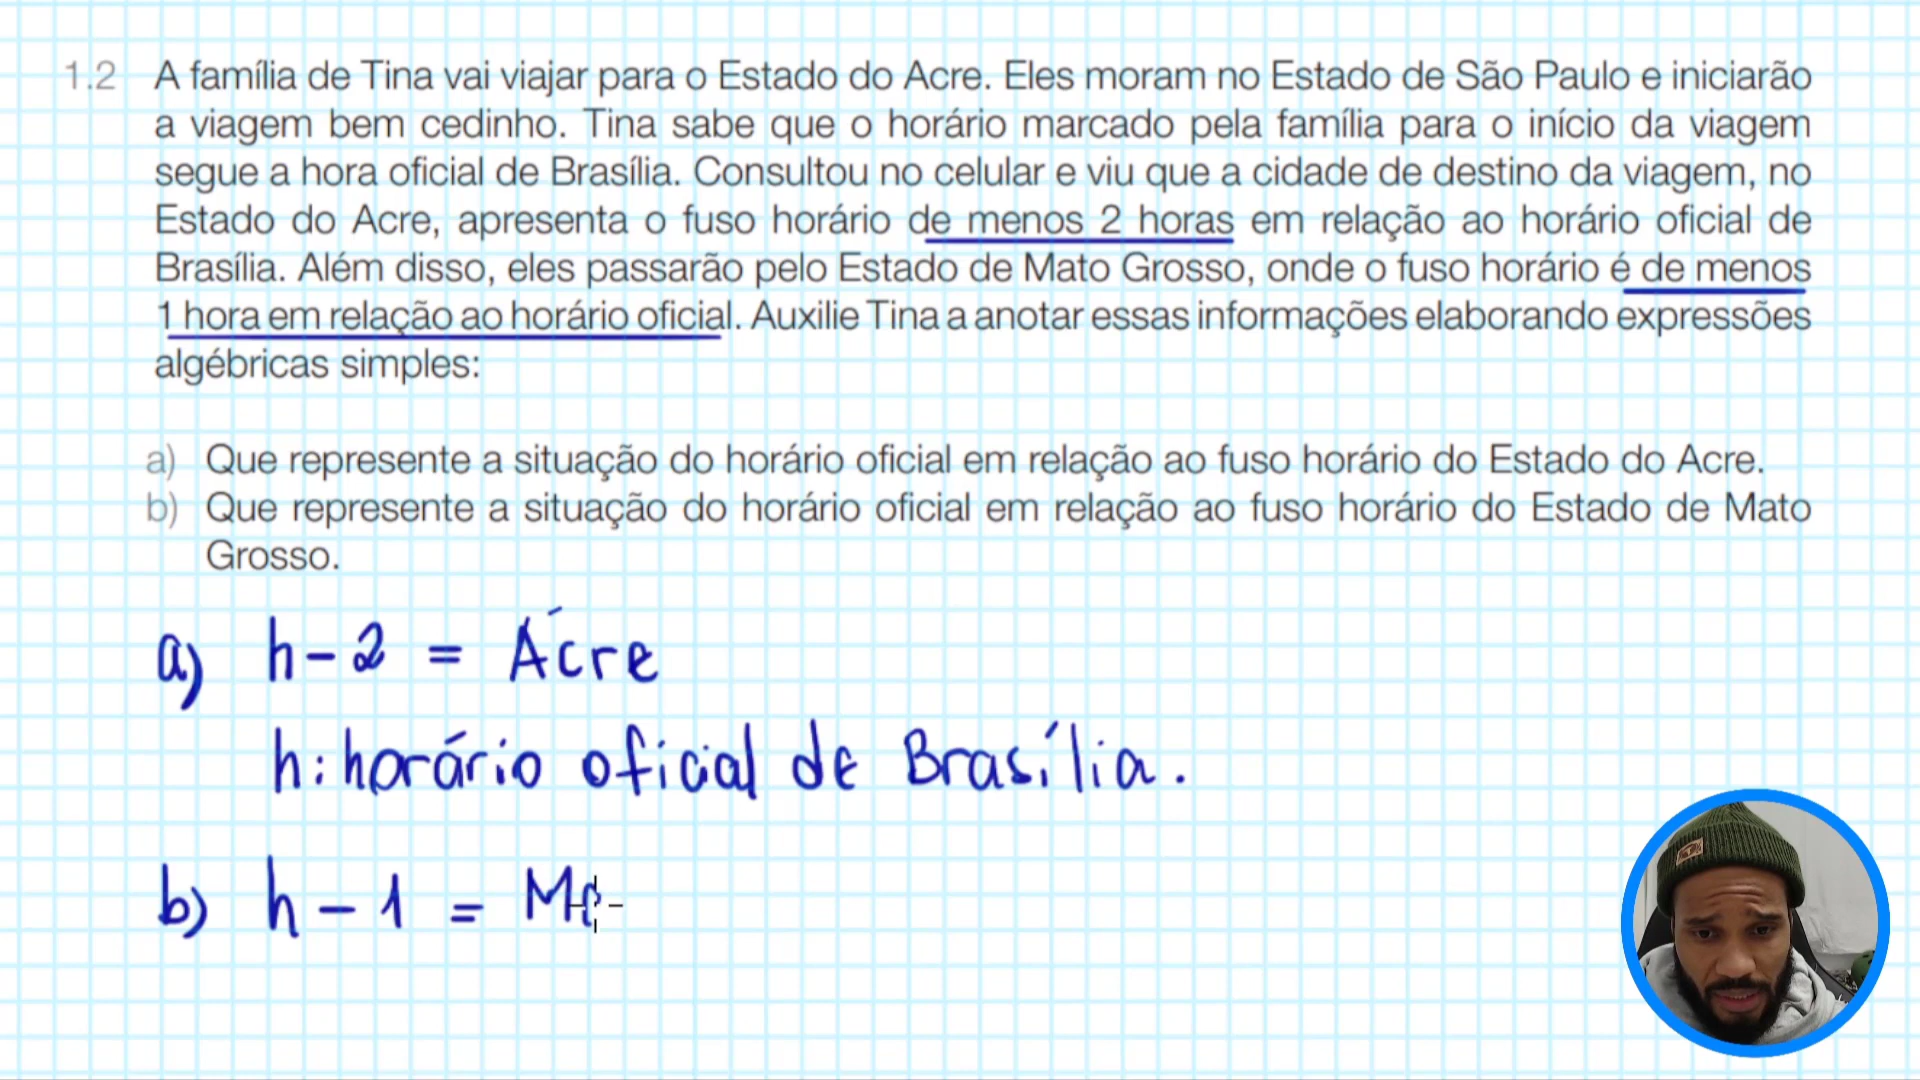 1.2 A família de Tina vai viajar para o Estado do Acre. Eles moram no Estado de São Paulo e iniciarão
a viagem bem cedinho. Tina sabe que o horário marcado pela família para o início da viagem
segue a hora oficial de Brasília. Consultou no celular e viu que a cidade de destino da viagem, no
Estado do Acre, apresenta o fuso horário de menos 2 horas em relação ao horário oficial de
Brasília. Além disso, eles passarão pelo Estado de Mato Grosso, onde o fuso horário é de menos
1 hora em relação ao horário oficial. Auxilie Tina a anotar essas informações elaborando expressões
algébricas simples:
a) Que represente a situação do horário oficial em relação ao fuso horário do Estado do Acre.
b) Que represente a situação do horário oficial em relação ao fuso horário do Estado de Mato
Grosso.
a) h - 2 = Ácre
h: horário oficial de Brasília.
b) h - 1 = M